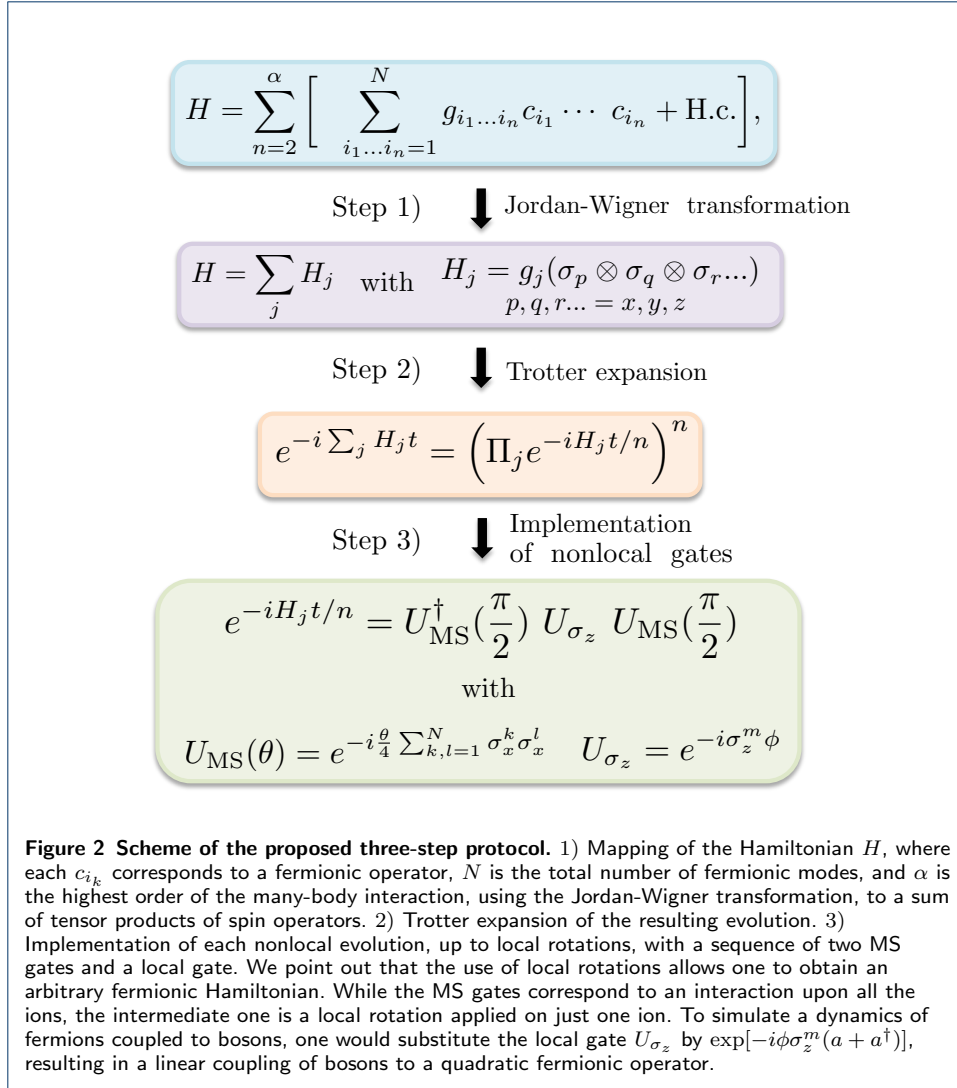 H = \sum_{n=2}^{\alpha} \left[ \sum_{i_1 \ldots i_n=1}^{N} g_{i_1 \ldots i_n} c_{i_1} \cdots c_{i_n} + \text{H.c.} \right],
Step 1) Jordan-Wigner transformation
H = \sum_j H_j with H_j = g_j(\sigma_p \otimes \sigma_q \otimes \sigma_r ...)
p, q, r... = x, y, z
Step 2) Trotter expansion
e^{-i \sum_j H_j t} = \left( \Pi_j e^{-i H_j t/n} \right)^n
Step 3) Implementation
of nonlocal gates
e^{-i H_j t/n} = U_{\text{MS}}^{\dagger}(\frac{\pi}{2}) U_{\sigma_z} U_{\text{MS}}(\frac{\pi}{2})
with
U_{\text{MS}}(\theta) = e^{-i \frac{\theta}{4} \sum_{k,l=1}^{N} \sigma_x^k \sigma_x^l} U_{\sigma_z} = e^{-i \sigma_z^m \phi}
Figure 2 Scheme of the proposed three-step protocol. 1) Mapping of the Hamiltonian H, where
each c_{i_k} corresponds to a fermionic operator, N is the total number of fermionic modes, and α is
the highest order of the many-body interaction, using the Jordan-Wigner transformation, to a sum
of tensor products of spin operators. 2) Trotter expansion of the resulting evolution. 3)
Implementation of each nonlocal evolution, up to local rotations, with a sequence of two MS
gates and a local gate. We point out that the use of local rotations allows one to obtain an
arbitrary fermionic Hamiltonian. While the MS gates correspond to an interaction upon all the
ions, the intermediate one is a local rotation applied on just one ion. To simulate a dynamics of
fermions coupled to bosons, one would substitute the local gate U_{\sigma_z} by exp[−iϕσ_z^m(a + a^†)],
resulting in a linear coupling of bosons to a quadratic fermionic operator.